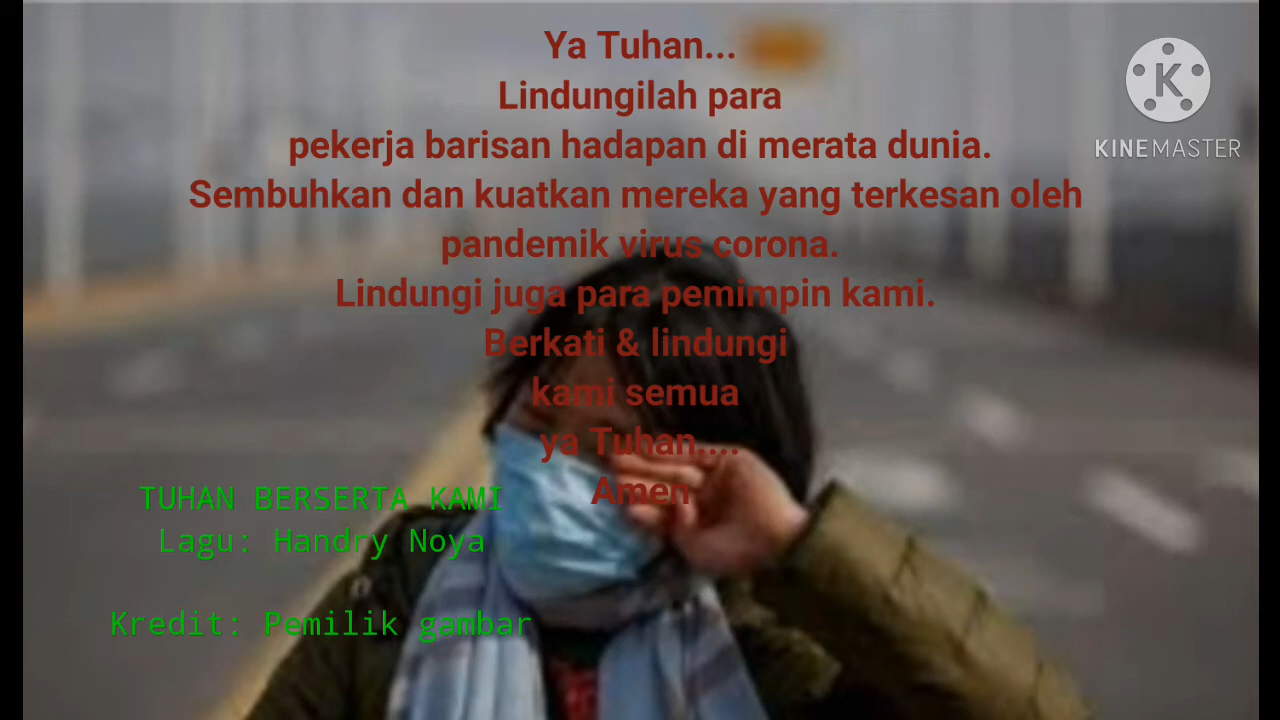 Ya Tuhan...
Lindungilah para
pekerja barisan hadapan di merata dunia.
Sembuhkan dan kuatkan mereka yang terkesan oleh
pandemik virus corona.
Lindungi juga para pemimpin kami.
Berkati & lindungi
kami semua
ya Tuhan....
Amen
TUHAN BERSERTA KAMI
Lagu: Handry Noya
Kredit: Pemilik gambar
K
KINEMASTER